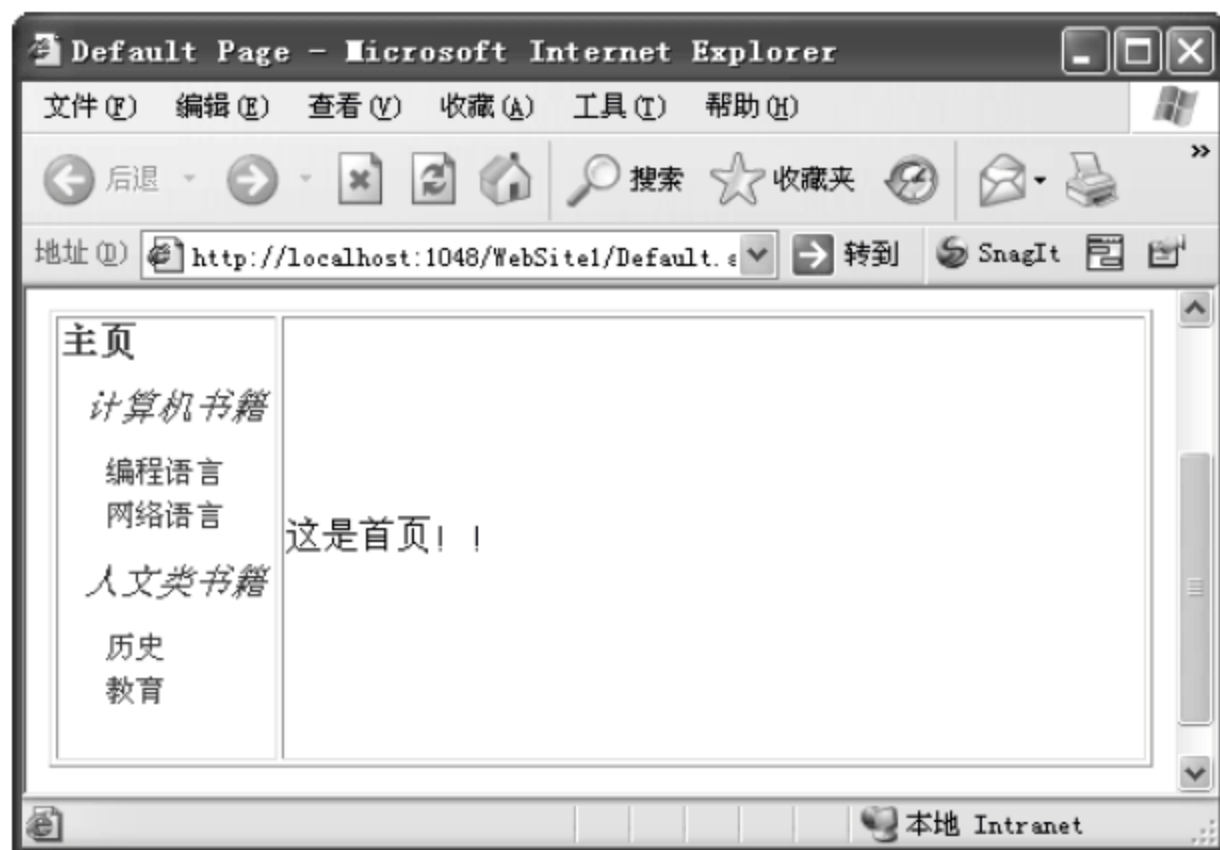 Default Page - Microsoft Internet Explorer
文件(F) 编辑(E) 查看(V) 收藏(A) 工具(T) 帮助(H)
后退 搜索 收藏夹 »
地址(D) http://localhost:1048/WebSite1/Default.a 转到 SnagIt
主页
计算机书籍
编程语言
网络语言
人文类书籍
历史
教育
这是首页！！
本地 Intranet